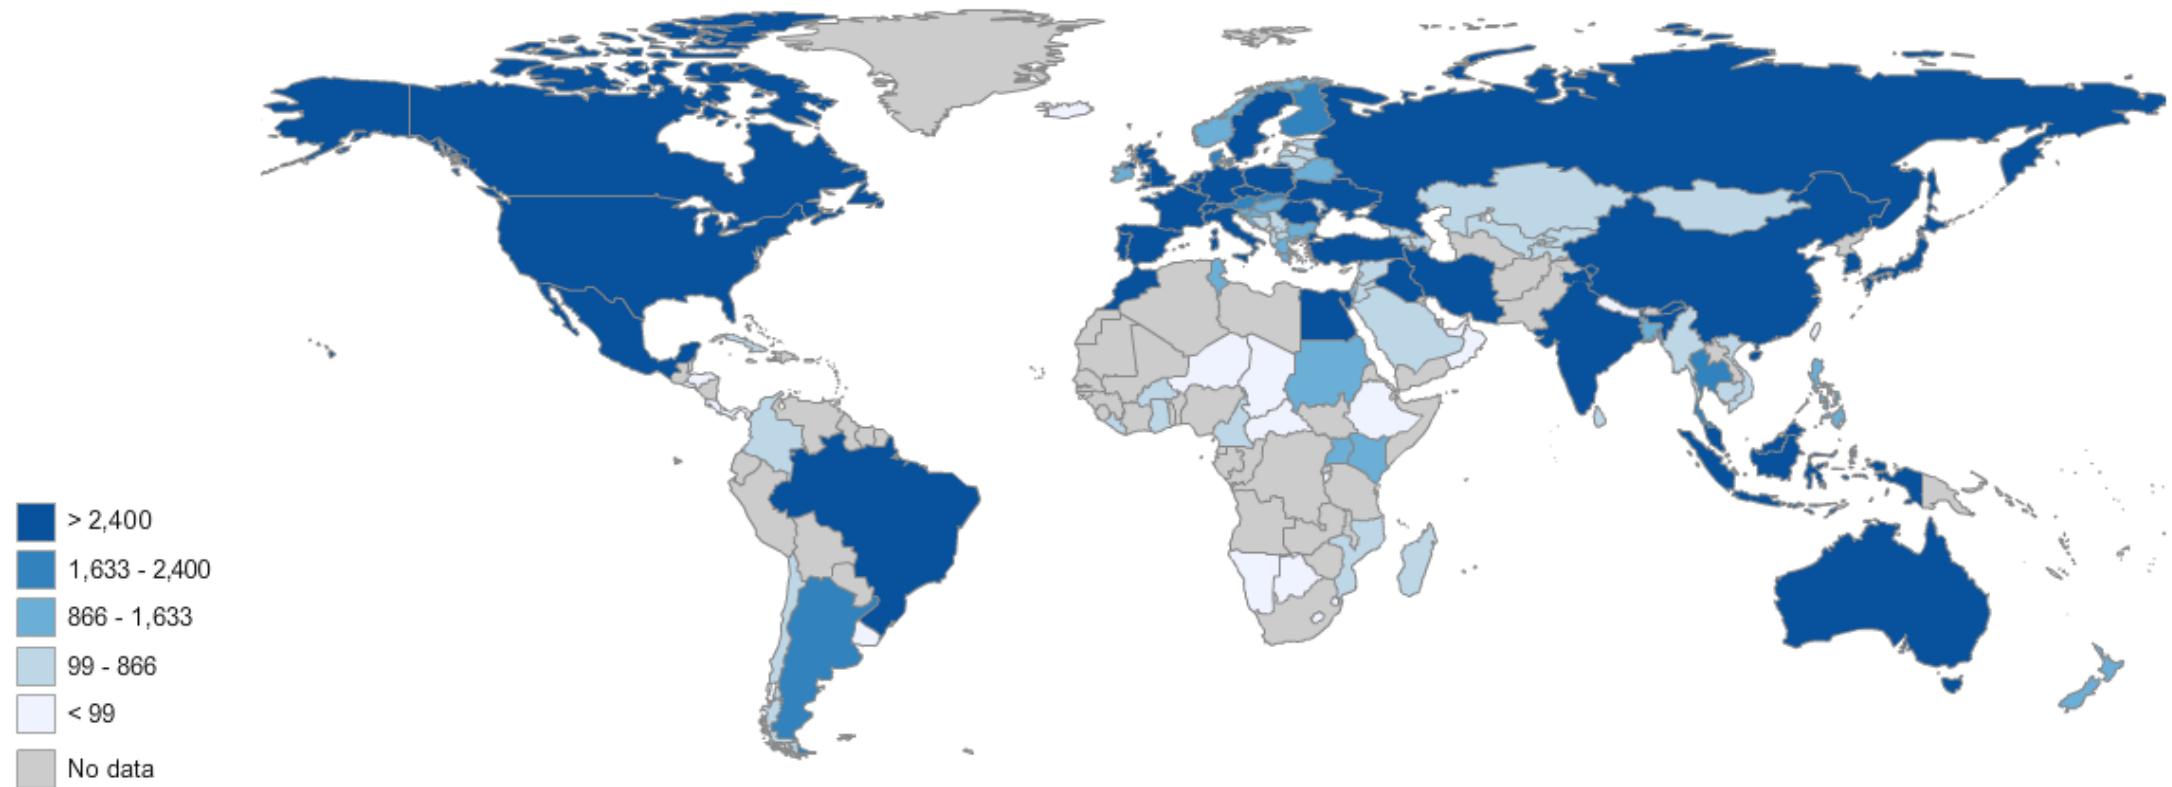 > 2,400
1,633 - 2,400
866 - 1,633
99 - 866
< 99
No data